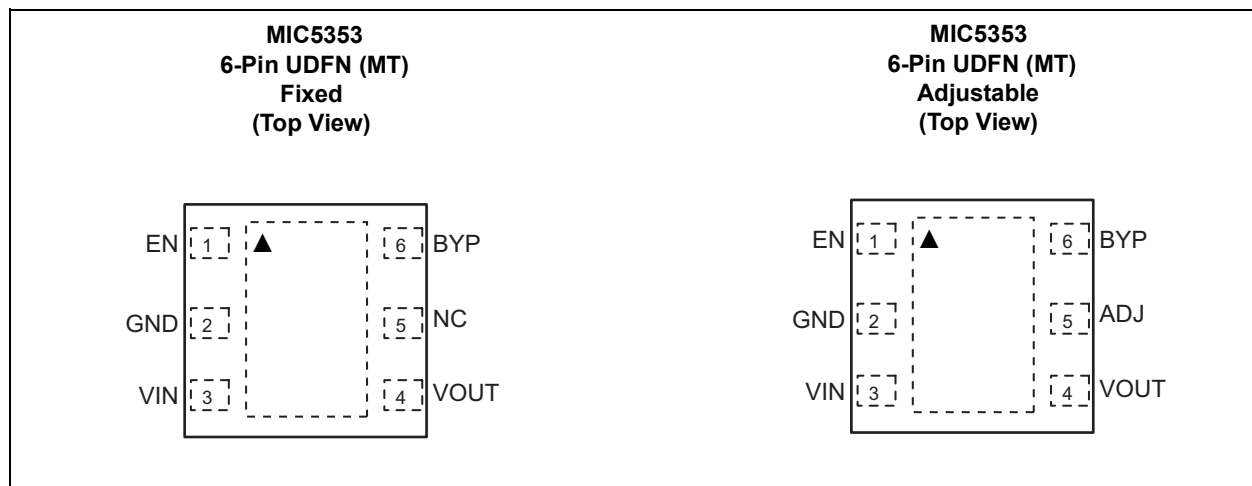 MIC5353
6-Pin UDFN (MT)
Fixed
(Top View)
EN 1
6 BYP
GND 2
5 NC
VIN 3
4 VOUT
MIC5353
6-Pin UDFN (MT)
Adjustable
(Top View)
EN 1
6 BYP
GND 2
5 ADJ
VIN 3
4 VOUT